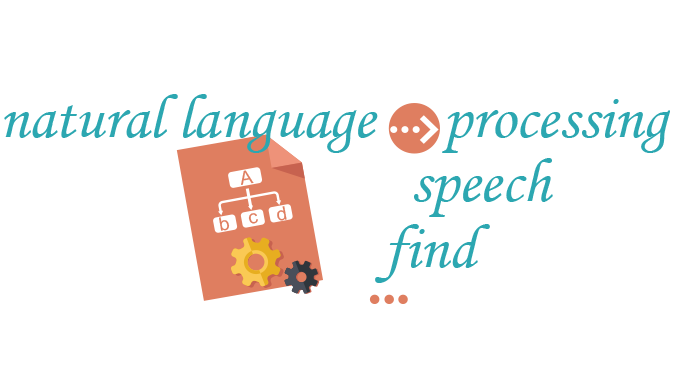 natural language processing
speech
find
A
b c d